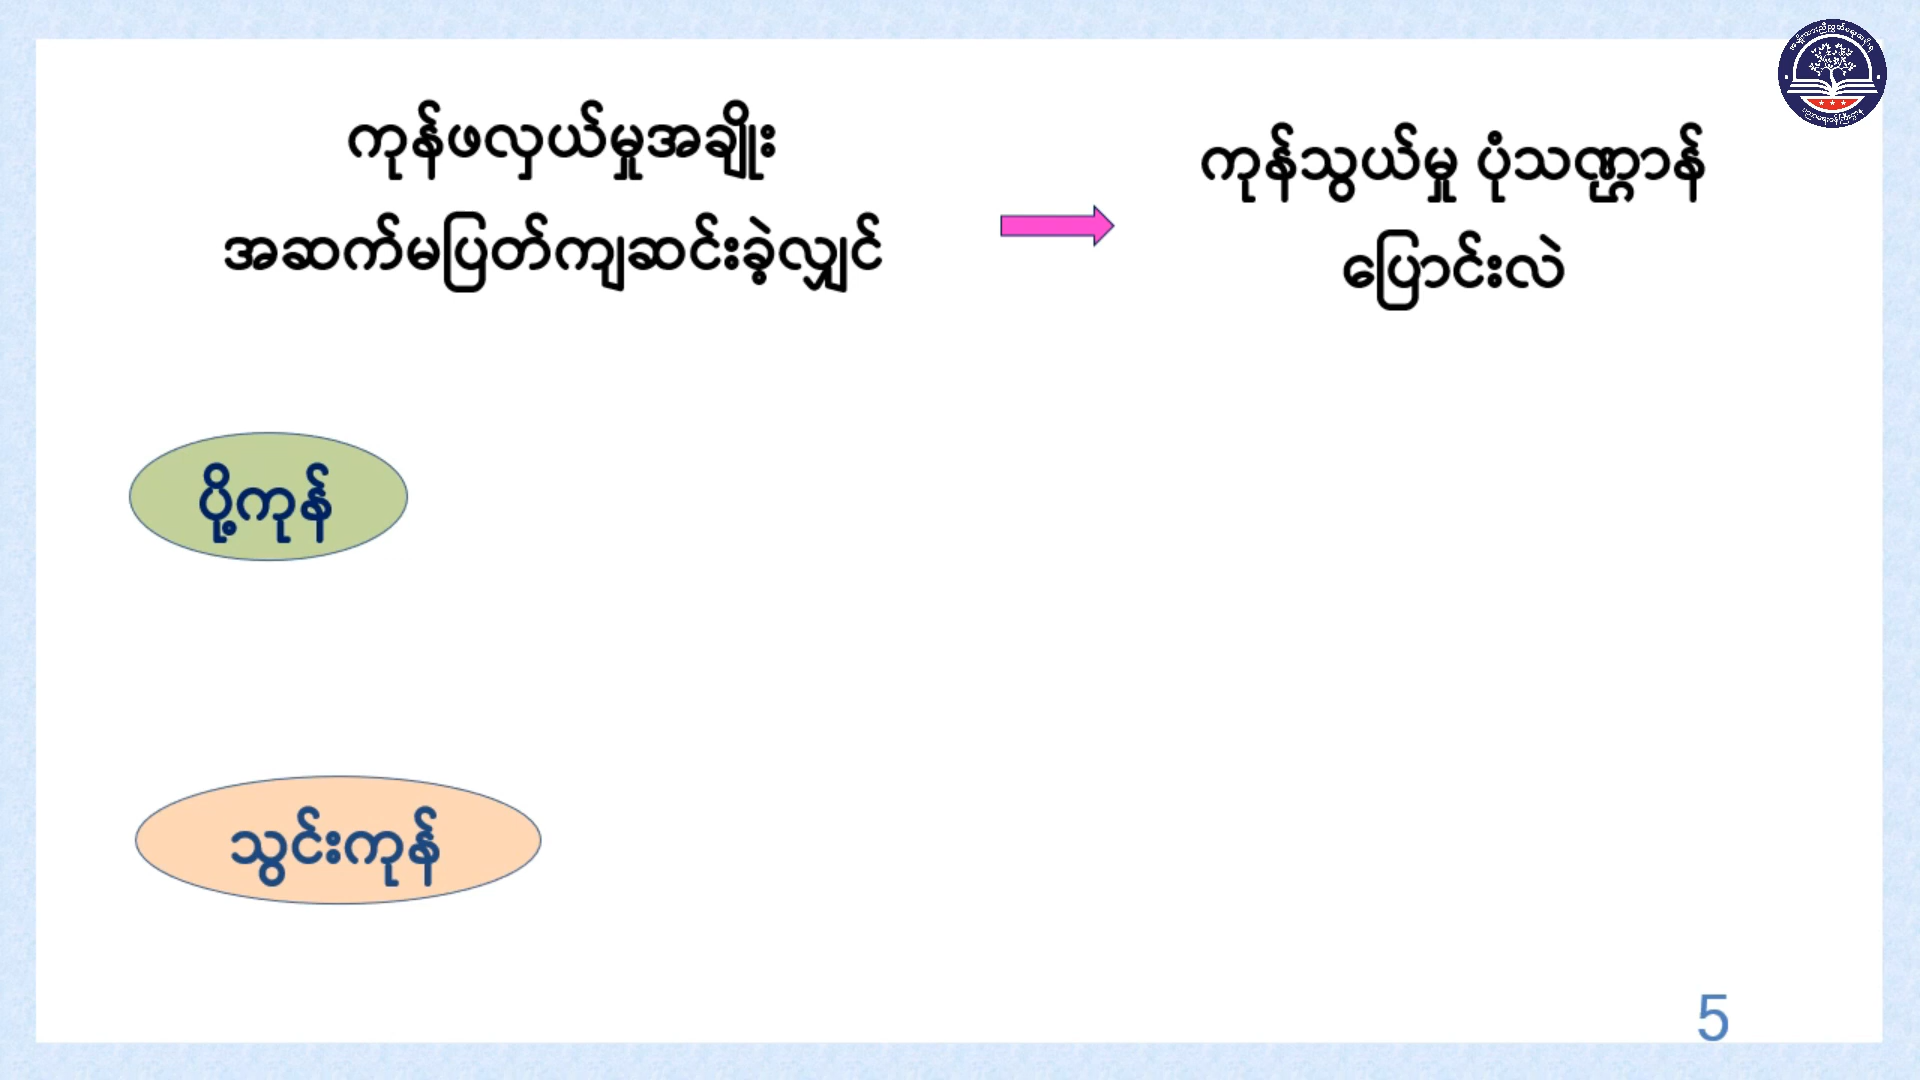 ကုန်ဖလှယ်မှုအချိုး
အဆက်မပြတ်ကျဆင်းခဲ့လျှင်
ကုန်သွယ်မှု ပုံသဏ္ဌာန်
ပြောင်းလဲ
ပို့ကုန်
သွင်းကုန်
5